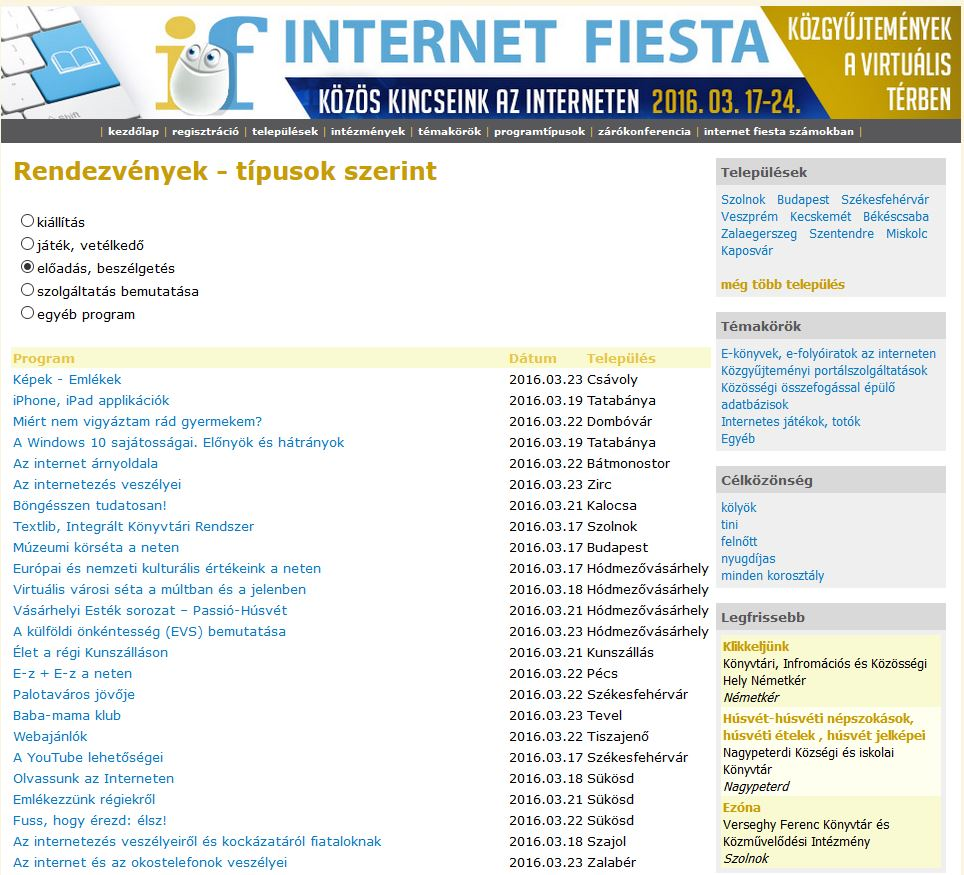 if INTERNET FIESTA
KÖZÖS KINCSEINK AZ INTERNETEN 2016. 03. 17-24.
KÖZGYŰJTEMÉNYEK
A VIRTUÁLIS
TÉRBEN
Shift
| kezdőlap | regisztráció | települések | intézmények | témakörök | programtípusok | zárókonferencia | internet fiesta számokban |
Rendezvények - típusok szerint
kiállítás
játék, vetélkedő
előadás, beszélgetés
szolgáltatás bemutatása
egyéb program
Program Dátum Település
Képek - Emlékek 2016.03.23 Csávoly
iPhone, iPad applikációk 2016.03.19 Tatabánya
Miért nem vigyáztam rád gyermekem? 2016.03.22 Dombóvár
A Windows 10 sajátosságai. Előnyök és hátrányok 2016.03.19 Tatabánya
Az internet árnyoldala 2016.03.22 Bátmonostor
Az internetezés veszélyei 2016.03.23 Zirc
Böngésszen tudatosan! 2016.03.21 Kalocsa
Textlib, Integrált Könyvtári Rendszer 2016.03.17 Szolnok
Múzeumi körséta a neten 2016.03.17 Budapest
Európai és nemzeti kulturális értékeink a neten 2016.03.17 Hódmezővásárhely
Virtuális városi séta a múltban és a jelenben 2016.03.18 Hódmezővásárhely
Vásárhelyi Esték sorozat – Passió-Húsvét 2016.03.21 Hódmezővásárhely
A külföldi önkéntesség (EVS) bemutatása 2016.03.23 Hódmezővásárhely
Élet a régi Kunszálláson 2016.03.21 Kunszállás
E-z + E-z a neten 2016.03.22 Pécs
Palotaváros jövője 2016.03.22 Székesfehérvár
Baba-mama klub 2016.03.23 Tevel
Webajánlók 2016.03.22 Tiszajenő
A YouTube lehetőségei 2016.03.17 Székesfehérvár
Olvassunk az Interneten 2016.03.18 Sükösd
Emlékezzünk régiekről 2016.03.21 Sükösd
Fuss, hogy érezd: élsz! 2016.03.22 Sükösd
Az internetezés veszélyeiről és kockázatáról fiataloknak 2016.03.18 Szajol
Az internet és az okostelefonok veszélyei 2016.03.23 Zalabér
Települések
Szolnok Budapest Székesfehérvár
Veszprém Kecskemét Békéscsaba
Zalaegerszeg Szentendre Miskolc
Kaposvár
még több település
Témakörök
E-könyvek, e-folyóiratok az interneten
Közgyűjteményi portálszolgáltatások
Közösségi összefogással épülő
adatbázisok
Internetes játékok, totók
Egyéb
Célközönség
kölyök
tini
felnőtt
nyugdíjas
minden korosztály
Legfrissebb
Klikkeljünk
Könyvtári, Infromációs és Közösségi
Hely Németkér
Németkér
Húsvét-húsvéti népszokások,
húsvéti ételek , húsvét jelképei
Nagypeterdi Községi és iskolai
Könyvtár
Nagypeterd
Ezóna
Verseghy Ferenc Könyvtár és
Közművelődési Intézmény
Szolnok